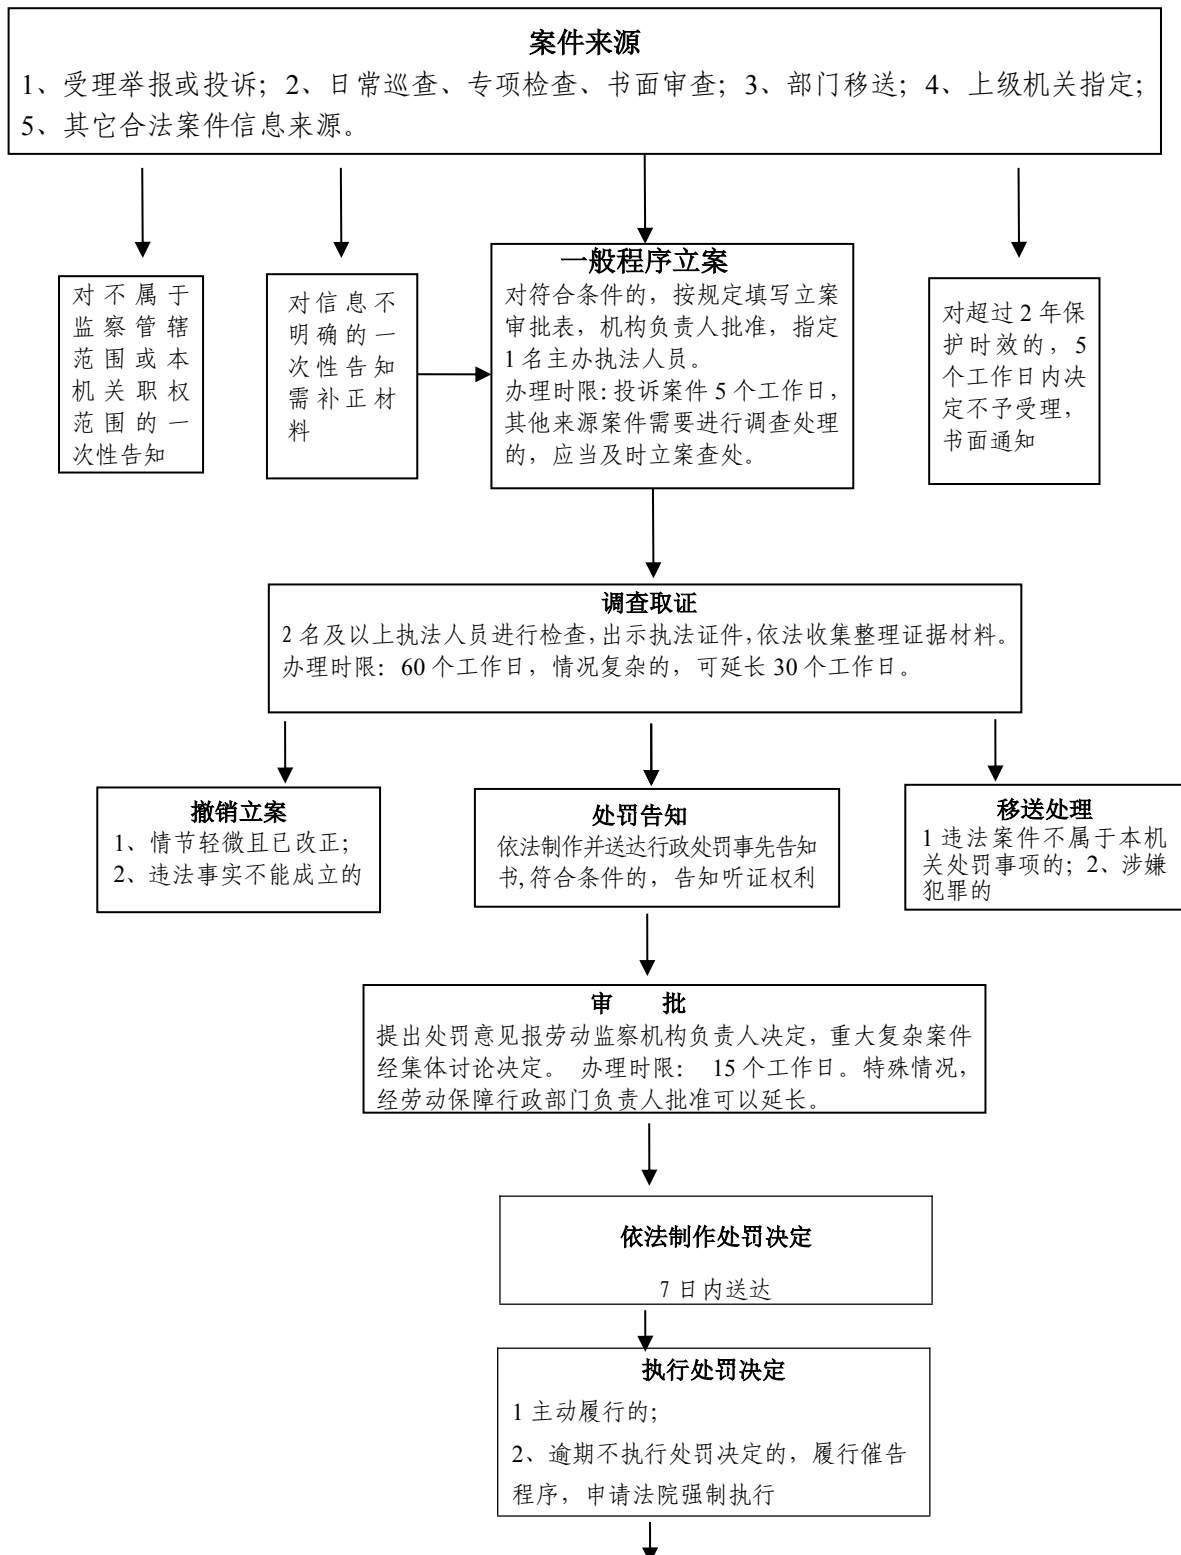 案件来源
1、受理举报或投诉；2、日常巡查、专项检查、书面审查；3、部门移送；4、上级机关指定；
5、其它合法案件信息来源。
对不属于
监察管辖
范围或本
机关职权
范围的一
次性告知
对信息不
明确的一
次性告知
需补正材
料
一般程序立案
对符合条件的，按规定填写立案
审批表，机构负责人批准，指定
1名主办执法人员。
办理时限：投诉案件 5 个工作日，
其他来源案件需要进行调查处理
的，应当及时立案查处。
对超过 2 年保
护时效的，5
个工作日内决
定不予受理，
书面通知
调查取证
2 名及以上执法人员进行检查,出示执法证件,依法收集整理证据材料。
办理时限：60 个工作日，情况复杂的，可延长 30 个工作日。
撤销立案
1、情节轻微且已改正；
2、违法事实不能成立的
处罚告知
依法制作并送达行政处罚事先告知
书,符合条件的，告知听证权利
移送处理
1 违法案件不属于本机
关处罚事项的；2、涉嫌
犯罪的
审 批
提出处罚意见报劳动监察机构负责人决定，重大复杂案件
经集体讨论决定。 办理时限： 15 个工作日。特殊情况，
经劳动保障行政部门负责人批准可以延长。
依法制作处罚决定
7 日内送达
执行处罚决定
1 主动履行的；
2、逾期不执行处罚决定的，履行催告
程序，申请法院强制执行